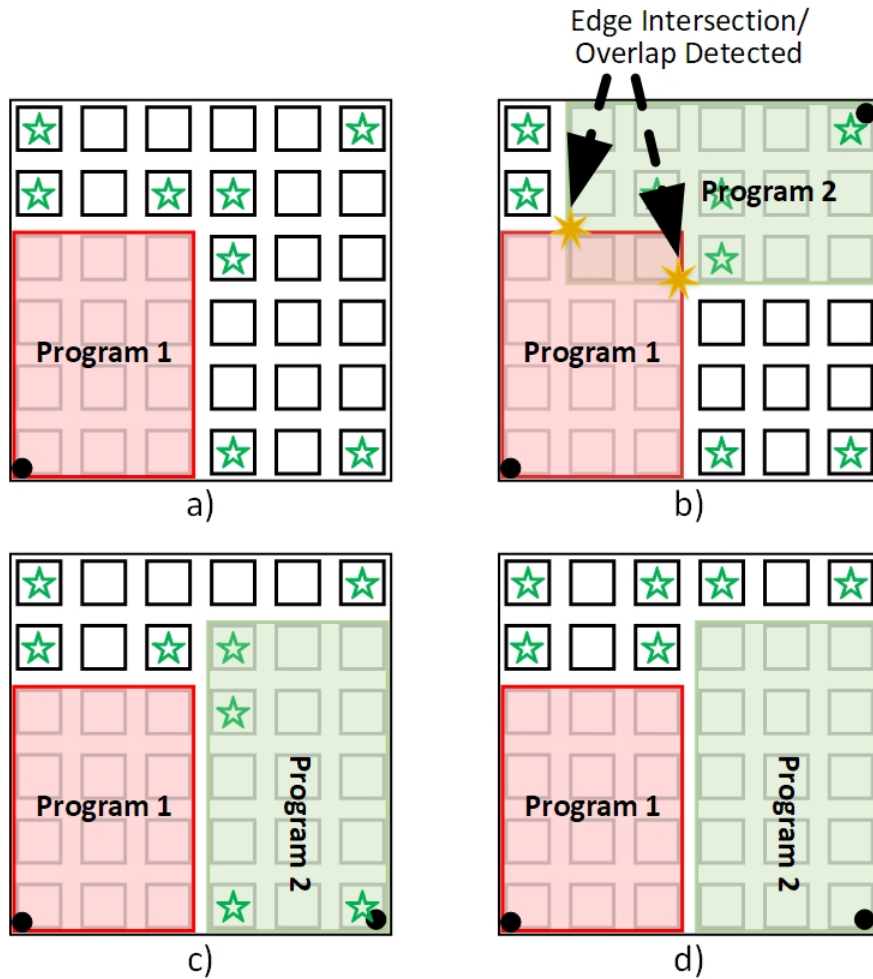 Edge Intersection/
Overlap Detected
Program 1
a)
Program 2
Program 1
b)
Program 1
Program 2
c)
Program 1
Program 2
d)